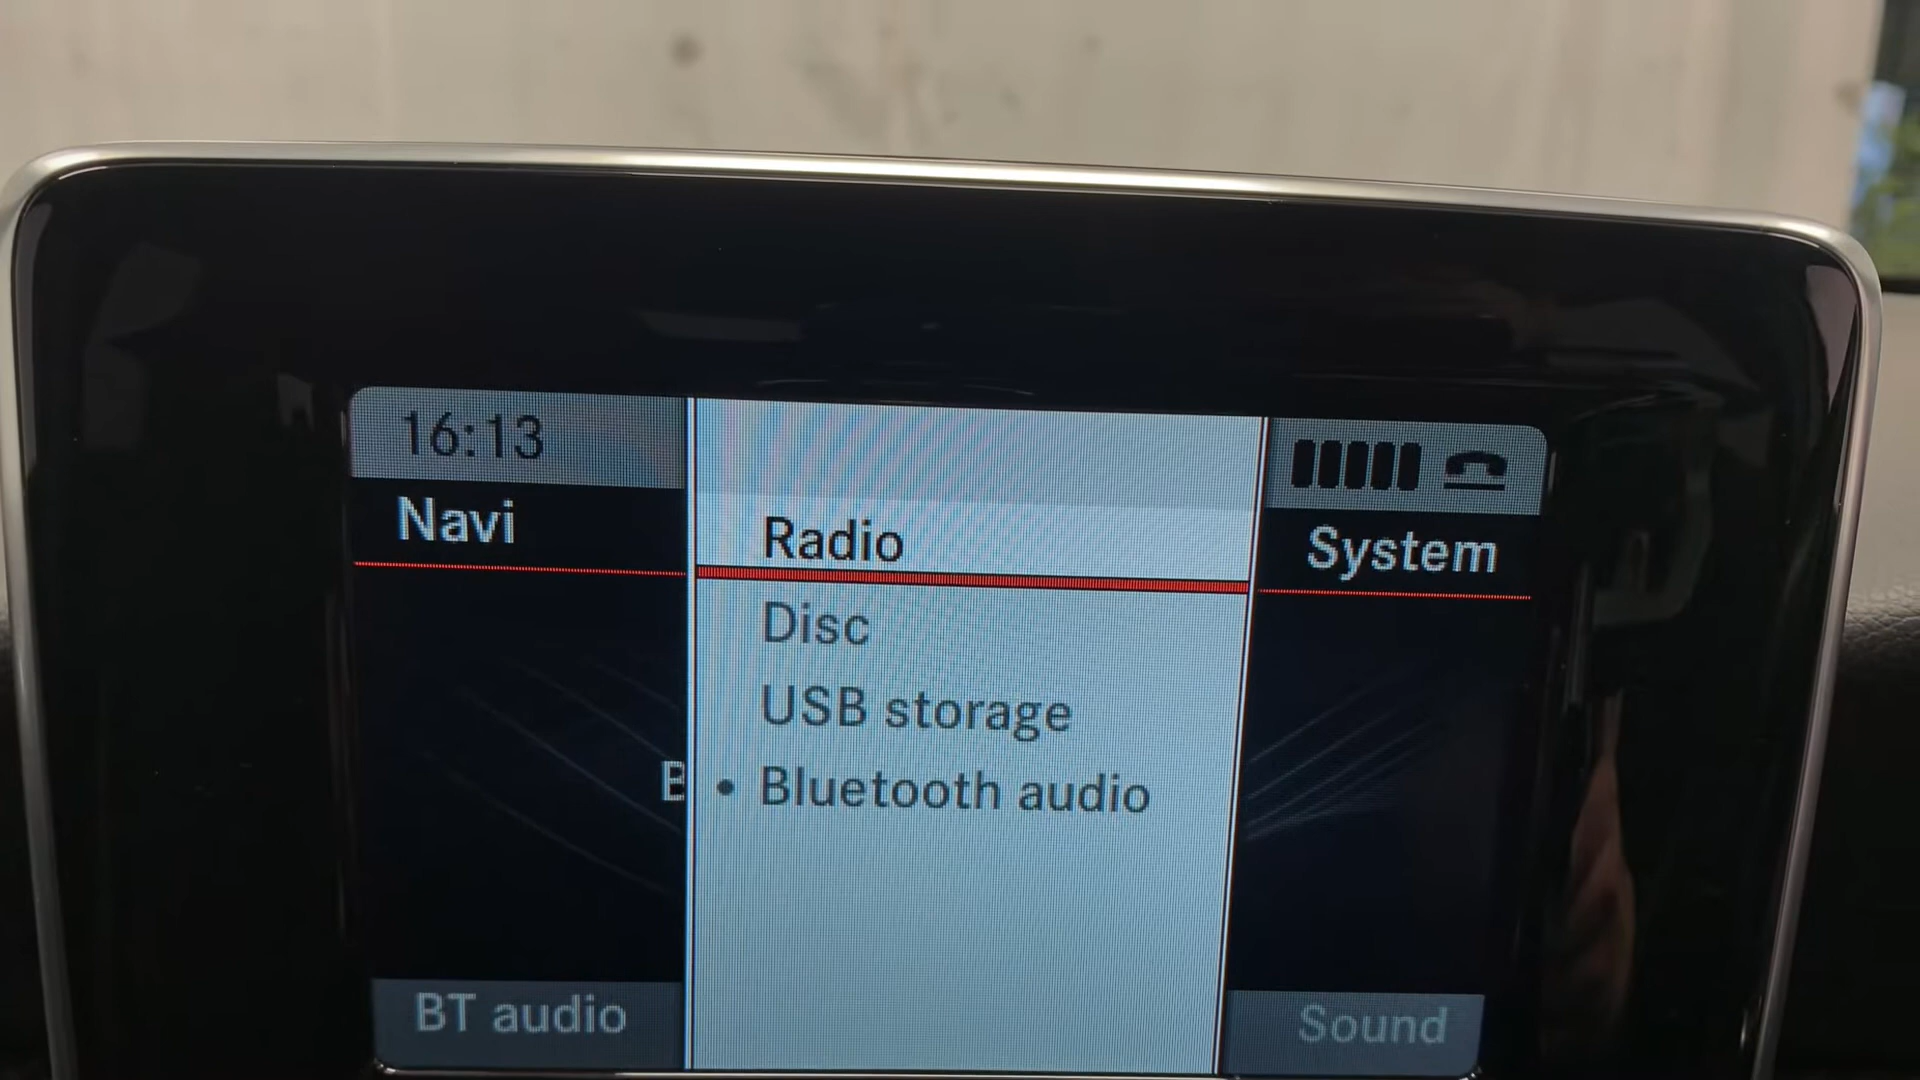 16:13
Navi
Radio
System
Disc
USB storage
B
• Bluetooth audio
BT audio
Sound